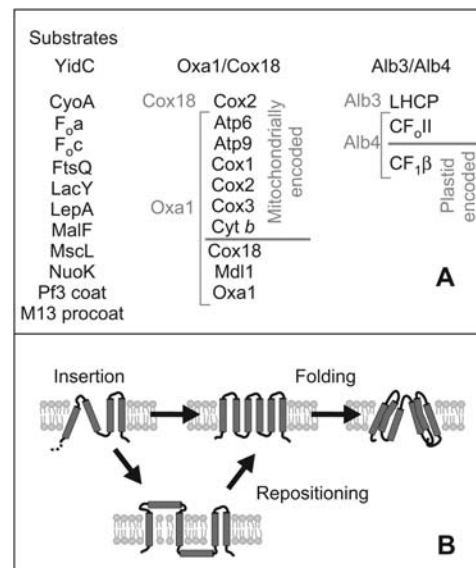 Substrates
YidC Oxa1/Cox18 Alb3/Alb4
CyoA Cox18 Cox2 Alb3 LHCP
Fₒa Atp6 CFₒII
Fₒc Atp9 Alb4
FtsQ Cox1 CF₁β
LacY Cox2
LepA Oxa1 Cox3
MalF Cyt b
MscL Cox18
NuoK Mdl1
Pf3 coat Oxa1
M13 procoat
Mitochondrially
encoded
Plastid
encoded
A
Insertion Folding
Repositioning
B